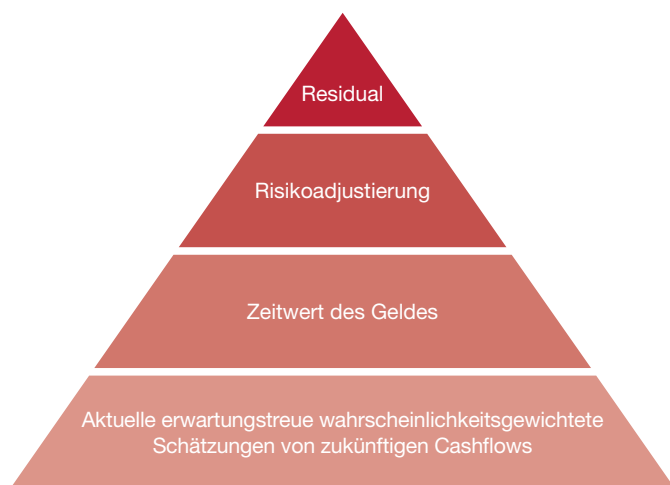 Residual
Risikoadjustierung
Zeitwert des Geldes
Aktuelle erwartungstreue wahrscheinlichkeitsgewichtete
Schätzungen von zukünftigen Cashflows